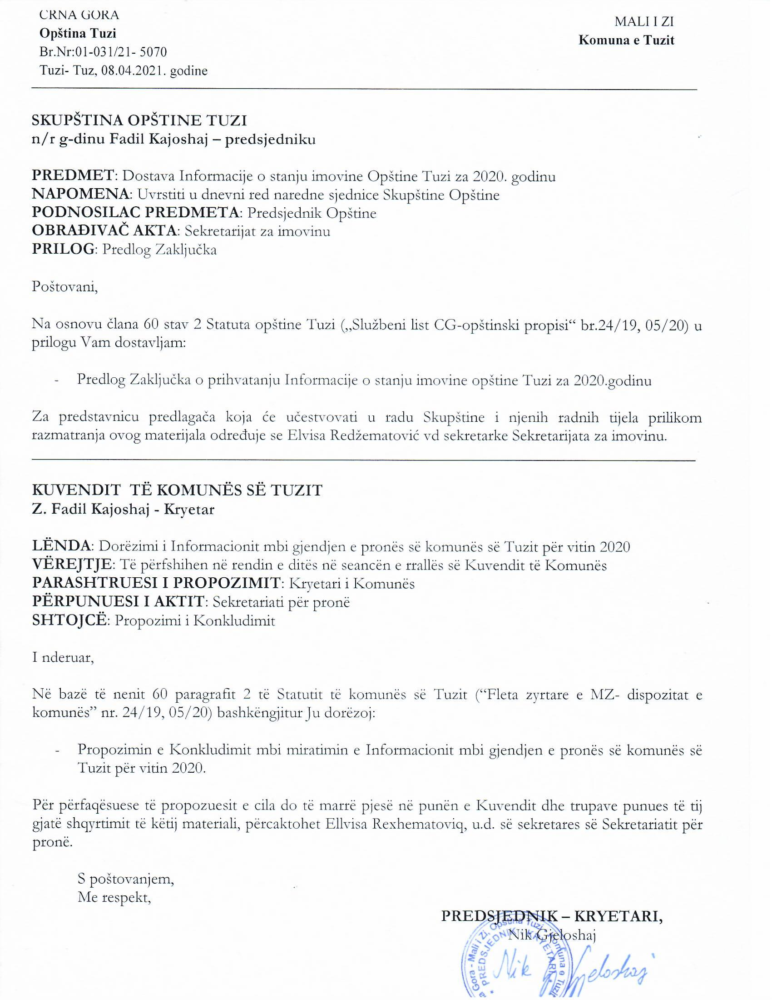 CRNA GORA
Opština Tuzi
Br.Nr:01-031/21- 5070
Tuzi- Tuz, 08.04.2021. godine
MALI I ZI
Komuna e Tuzit
SKUPŠTINA OPŠTINE TUZI
n/r g-dinu Fadil Kajoshaj – predsjedniku
PREDMET: Dostava Informacije o stanju imovine Opštine Tuzi za 2020. godinu
NAPOMENA: Uvrstiti u dnevni red naredne sjednice Skupštine Opštine
PODNOSILAC PREDMETA: Predsjednik Opštine
OBRAĐIVAČ AKTA: Sekretarijat za imovinu
PRILOG: Predlog Zaključka
Poštovani,
Na osnovu člana 60 stav 2 Statuta opštine Tuzi („Službeni list CG-opštinski propisi“ br.24/19, 05/20) u
prilogu Vam dostavljam:
- Predlog Zaključka o prihvatanju Informacije o stanju imovine opštine Tuzi za 2020.godinu
Za predstavnicu predlagača koja će učestvovati u radu Skupštine i njenih radnih tijela prilikom
razmatranja ovog materijala određuje se Elvisa Redžematović vd sekretarke Sekretarijata za imovinu.
KUVENDIT TË KOMUNËS SË TUZIT
Z. Fadil Kajoshaj - Kryetar
LËNDA: Dorëzimi i Informacionit mbi gjendjen e pronës së komunës së Tuzit për vitin 2020
VËREJTJE: Të përfshihen në rendin e ditës në seancën e rrallës së Kuvendit të Komunës
PARASHTRUESI I PROPOZIMIT: Kryetari i Komunës
PËRPUNUESI I AKTIT: Sekretariati për pronë
SHTOJCË: Propozimi i Konkludimit
I nderuar,
Në bazë të nenit 60 paragrafit 2 të Statutit të komunës së Tuzit (“Fleta zyrtare e MZ- dispozitat e
komunës” nr. 24/19, 05/20) bashkëngjitur Ju dorëzoj:
- Propozimin e Konkludimit mbi miratimin e Informacionit mbi gjendjen e pronës së komunës së
Tuzit për vitin 2020.
Për përfaqësuese të propozuesit e cila do të marrë pjesë në punën e Kuvendit dhe trupave punues të tij
gjatë shqyrtimit të këtij materiali, përcaktohet Ellvisa Rexhematoviq, u.d. së sekretares së Sekretariatit për
pronë.
S poštovanjem,
Me respekt,
PREDSJEDNIK – KRYETARI,
Nik Gjeloshaj
Gora - Mali i Zi, Opština Tuzi - Komuna e Tuzi
* PREDSJEDNIK - KRYETARI *
Nik Gjeloshaj